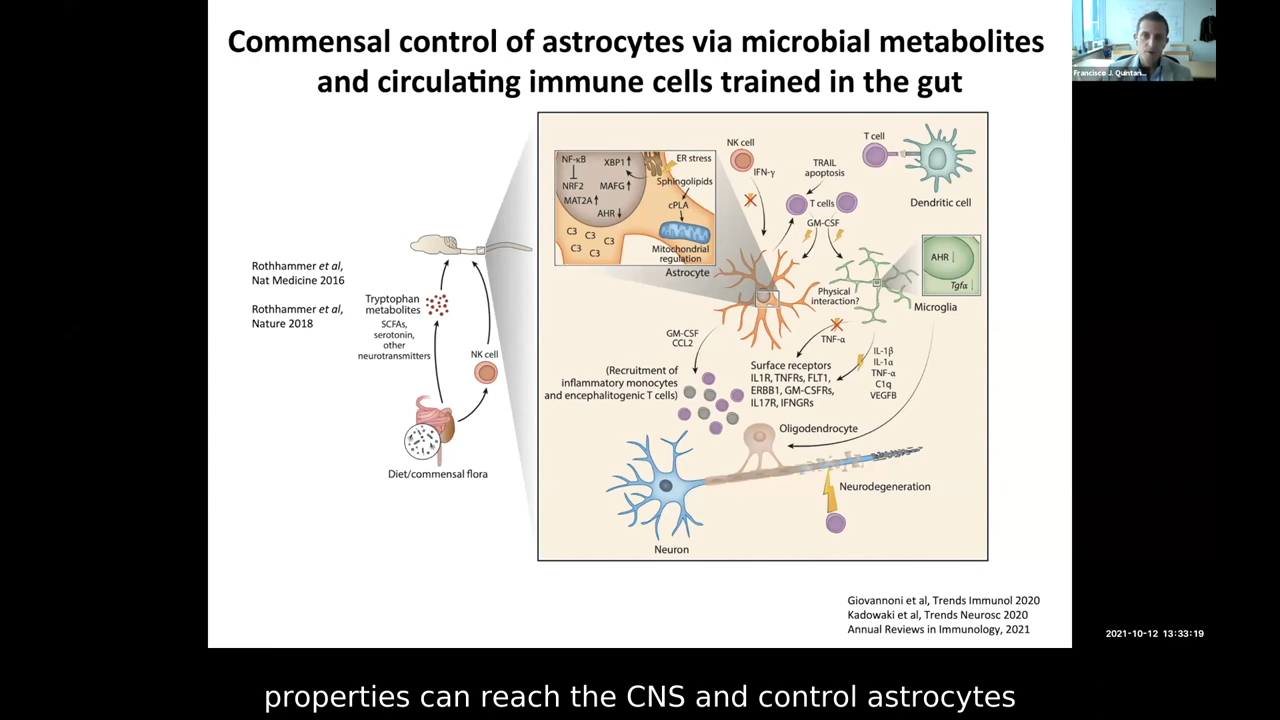 Commensal control of astrocytes via microbial metabolites
and circulating immune cells trained in the gut
Francisco J. Quintan...
Rothhammer et al,
Nat Medicine 2016
Rothhammer et al,
Nature 2018
Tryptophan
metabolites
SCFAs,
serotonin,
other
neurotransmitters
NK cell
Diet/commensal flora
NF-κB
NRF2
XBP1↑
MAFG↑
MAT2A↑
AHR↓
ER stress
Sphingolipids
cPLA
C3 C3 C3
C3 C3
Mitochondrial
regulation
Astrocyte
NK cell
IFN-γ
TRAIL
apoptosis
T cells
GM-CSF
T cell
Dendritic cell
AHR↓
Tgfα↓
Microglia
Physical
interaction?
TNF-α
GM-CSF
CCL2
(Recruitment of
inflammatory monocytes
and encephalitogenic T cells)
Surface receptors
IL1R, TNFRs, FLT1,
ERBB1, GM-CSFRs,
IL17R, IFNGRs
IL-1β
IL-1α
TNF-α
C1q
VEGFB
Oligodendrocyte
Neurodegeneration
Neuron
Giovannoni et al, Trends Immunol 2020
Kadowaki et al, Trends Neurosc 2020
Annual Reviews in Immunology, 2021
2021-10-12 13:33:19
properties can reach the CNS and control astrocytes